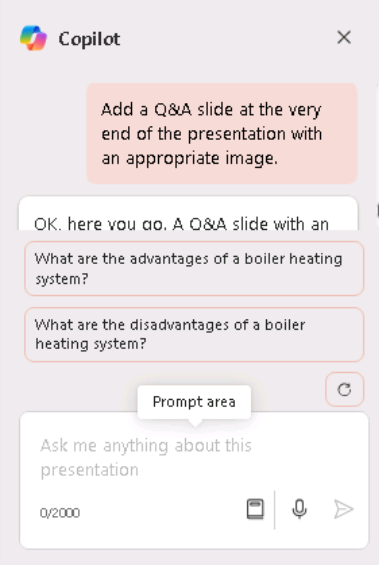 Copilot
Add a Q&A slide at the very
end of the presentation with
an appropriate image.
OK, here you go. A Q&A slide with an
What are the advantages of a boiler heating
system?
What are the disadvantages of a boiler
heating system?
Prompt area
Ask me anything about this
presentation
0/2000